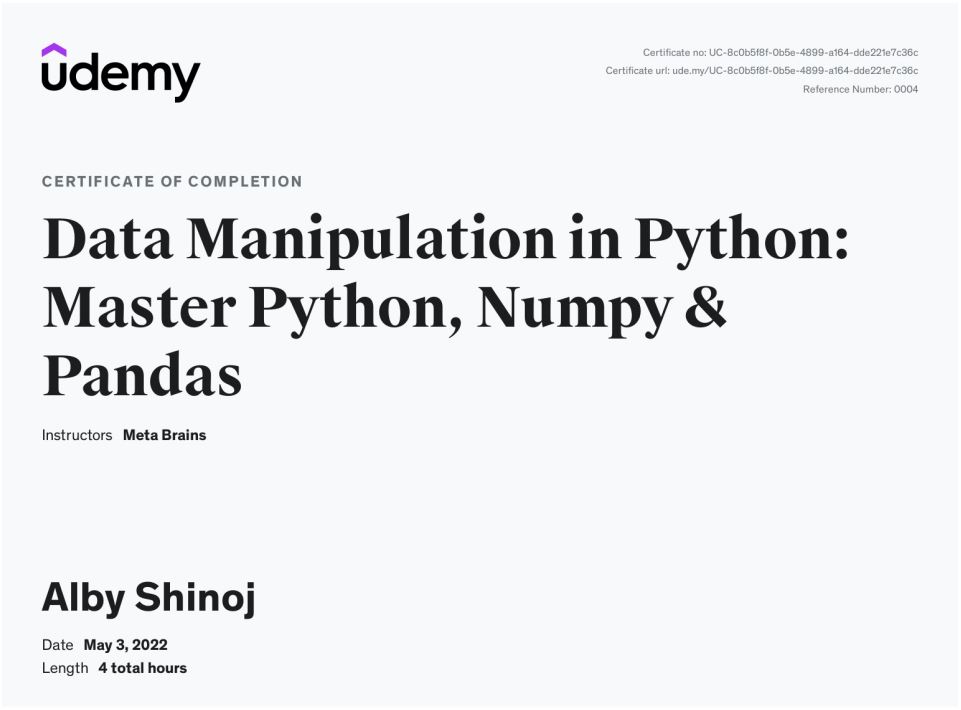 udemy
Certificate no: UC-8c0b5f8f-0b5e-4899-a164-dde221e7c36c
Certificate url: ude.my/UC-8c0b5f8f-0b5e-4899-a164-dde221e7c36c
Reference Number: 0004
CERTIFICATE OF COMPLETION
Data Manipulation in Python:
Master Python, Numpy &
Pandas
Instructors Meta Brains
Alby Shinoj
Date May 3, 2022
Length 4 total hours